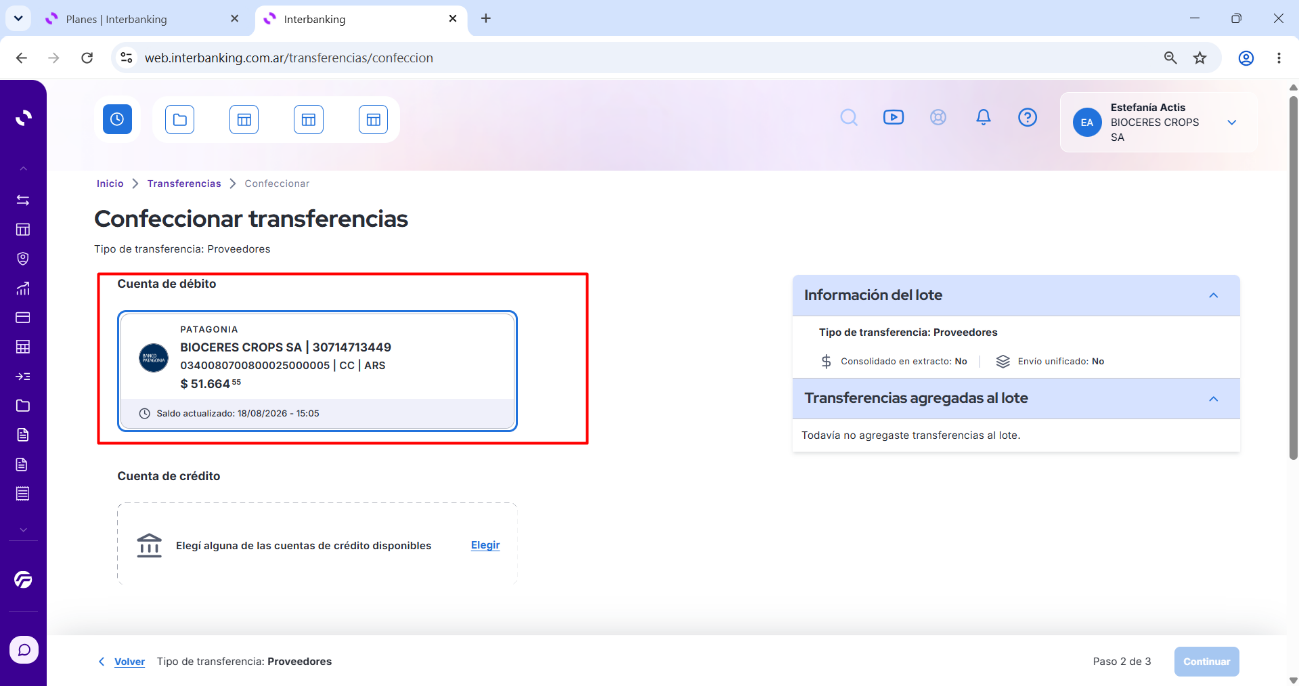 Planes | Interbanking
Interbanking
web.interbanking.com.ar/transferencias/confeccion
Estefanía Actis
EA
BIOCERES CROPS
SA
Inicio > Transferencias > Confeccionar
Confeccionar transferencias
Tipo de transferencia: Proveedores
Cuenta de débito
PATAGONIA
BIOCERES CROPS SA | 30714713449
BANCO
PATAGONIA
0340080700800025000005 | CC | ARS
$ 51.664 55
Saldo actualizado: 18/08/2026 - 15:05
Cuenta de crédito
Elegí alguna de las cuentas de crédito disponibles
Elegir
Información del lote
Tipo de transferencia: Proveedores
Consolidado en extracto: No
Envío unificado: No
Transferencias agregadas al lote
Todavía no agregaste transferencias al lote.
Volver
Tipo de transferencia: Proveedores
Paso 2 de 3
Continuar